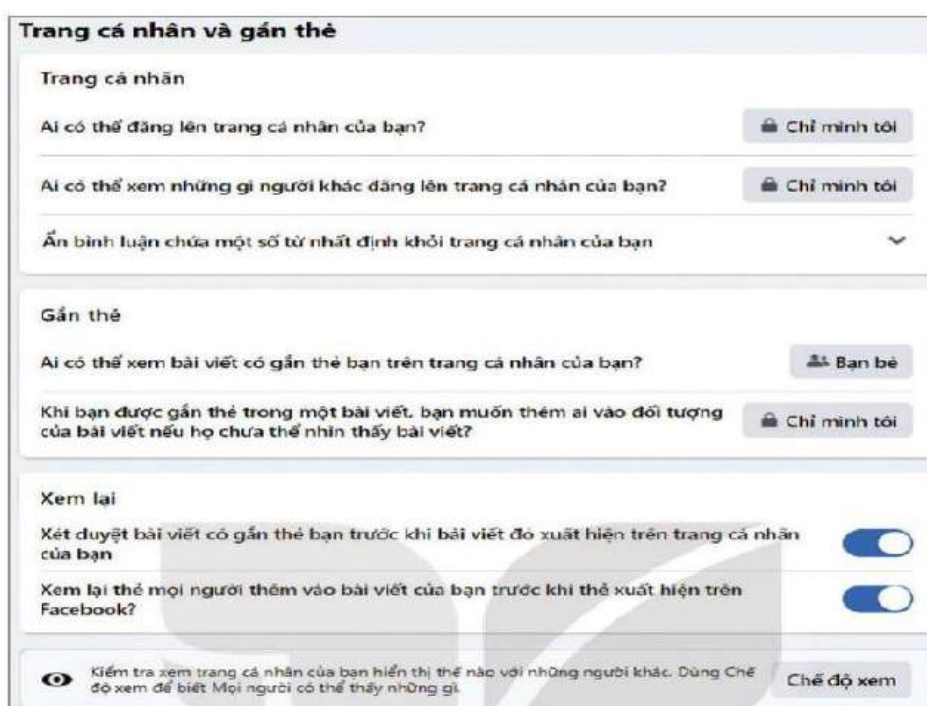 Trang cá nhân và gắn thẻ
Trang cá nhân
Ai có thể đăng lên trang cá nhân của bạn?
Chỉ mình tôi
Ai có thể xem những gì người khác đăng lên trang cá nhân của bạn?
Chỉ mình tôi
Ẩn bình luận chứa một số từ nhất định khỏi trang cá nhân của bạn
Gắn thẻ
Ai có thể xem bài viết có gắn thẻ bạn trên trang cá nhân của bạn?
Bạn bè
Khi bạn được gắn thẻ trong một bài viết, bạn muốn thêm ai vào đối tượng
của bài viết nếu họ chưa thể nhìn thấy bài viết?
Chỉ mình tôi
Xem lại
Xét duyệt bài viết có gắn thẻ bạn trước khi bài viết đó xuất hiện trên trang cá nhân
của bạn
Xem lại thẻ mọi người thêm vào bài viết của bạn trước khi thẻ xuất hiện trên
Facebook?
Kiểm tra xem trang cá nhân của bạn hiển thị thế nào với những người khác. Dùng Chế
độ xem để biết Mọi người có thể thấy những gì.
Chế độ xem